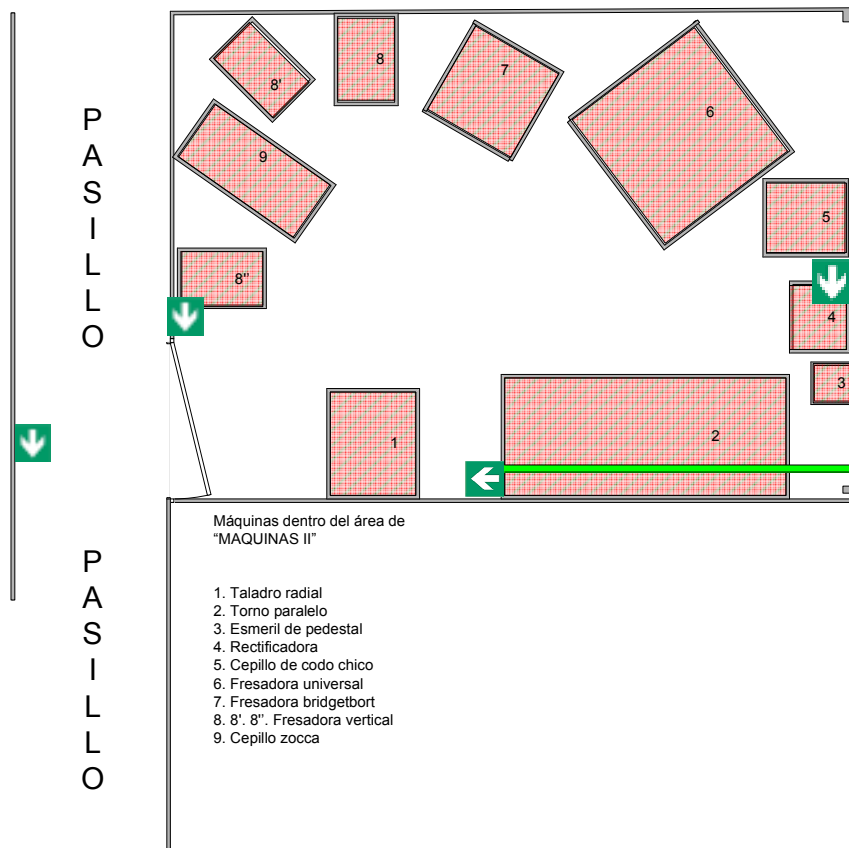 PASILLO
8'
8
7
6
9
5
8''
4
3
1
2
Máquinas dentro del área de
“MAQUINAS II”
PASILLO
1. Taladro radial
2. Torno paralelo
3. Esmeril de pedestal
4. Rectificadora
5. Cepillo de codo chico
6. Fresadora universal
7. Fresadora bridgetbort
8. 8'. 8’'. Fresadora vertical
9. Cepillo zocca